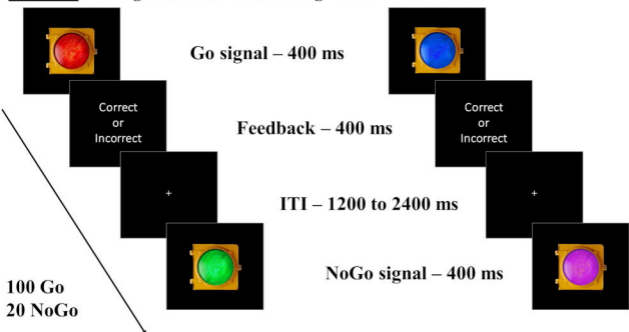 Go signal – 400 ms
Correct
or
Incorrect
Feedback – 400 ms
Correct
or
Incorrect
+
ITI – 1200 to 2400 ms
+
NoGo signal – 400 ms
100 Go
20 NoGo